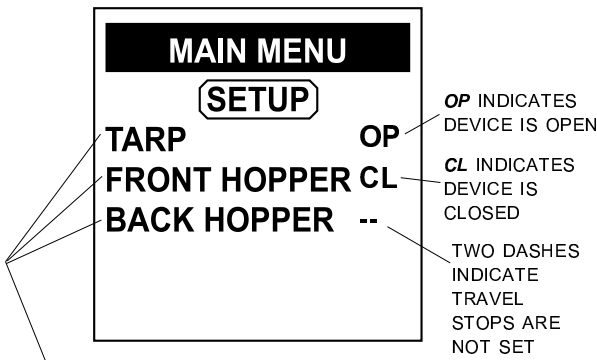 MAIN MENU
SETUP
TARP OP
FRONT HOPPER CL
BACK HOPPER --
OP INDICATES
DEVICE IS OPEN
CL INDICATES
DEVICE IS
CLOSED
TWO DASHES
INDICATE
TRAVEL
STOPS ARE
NOT SET